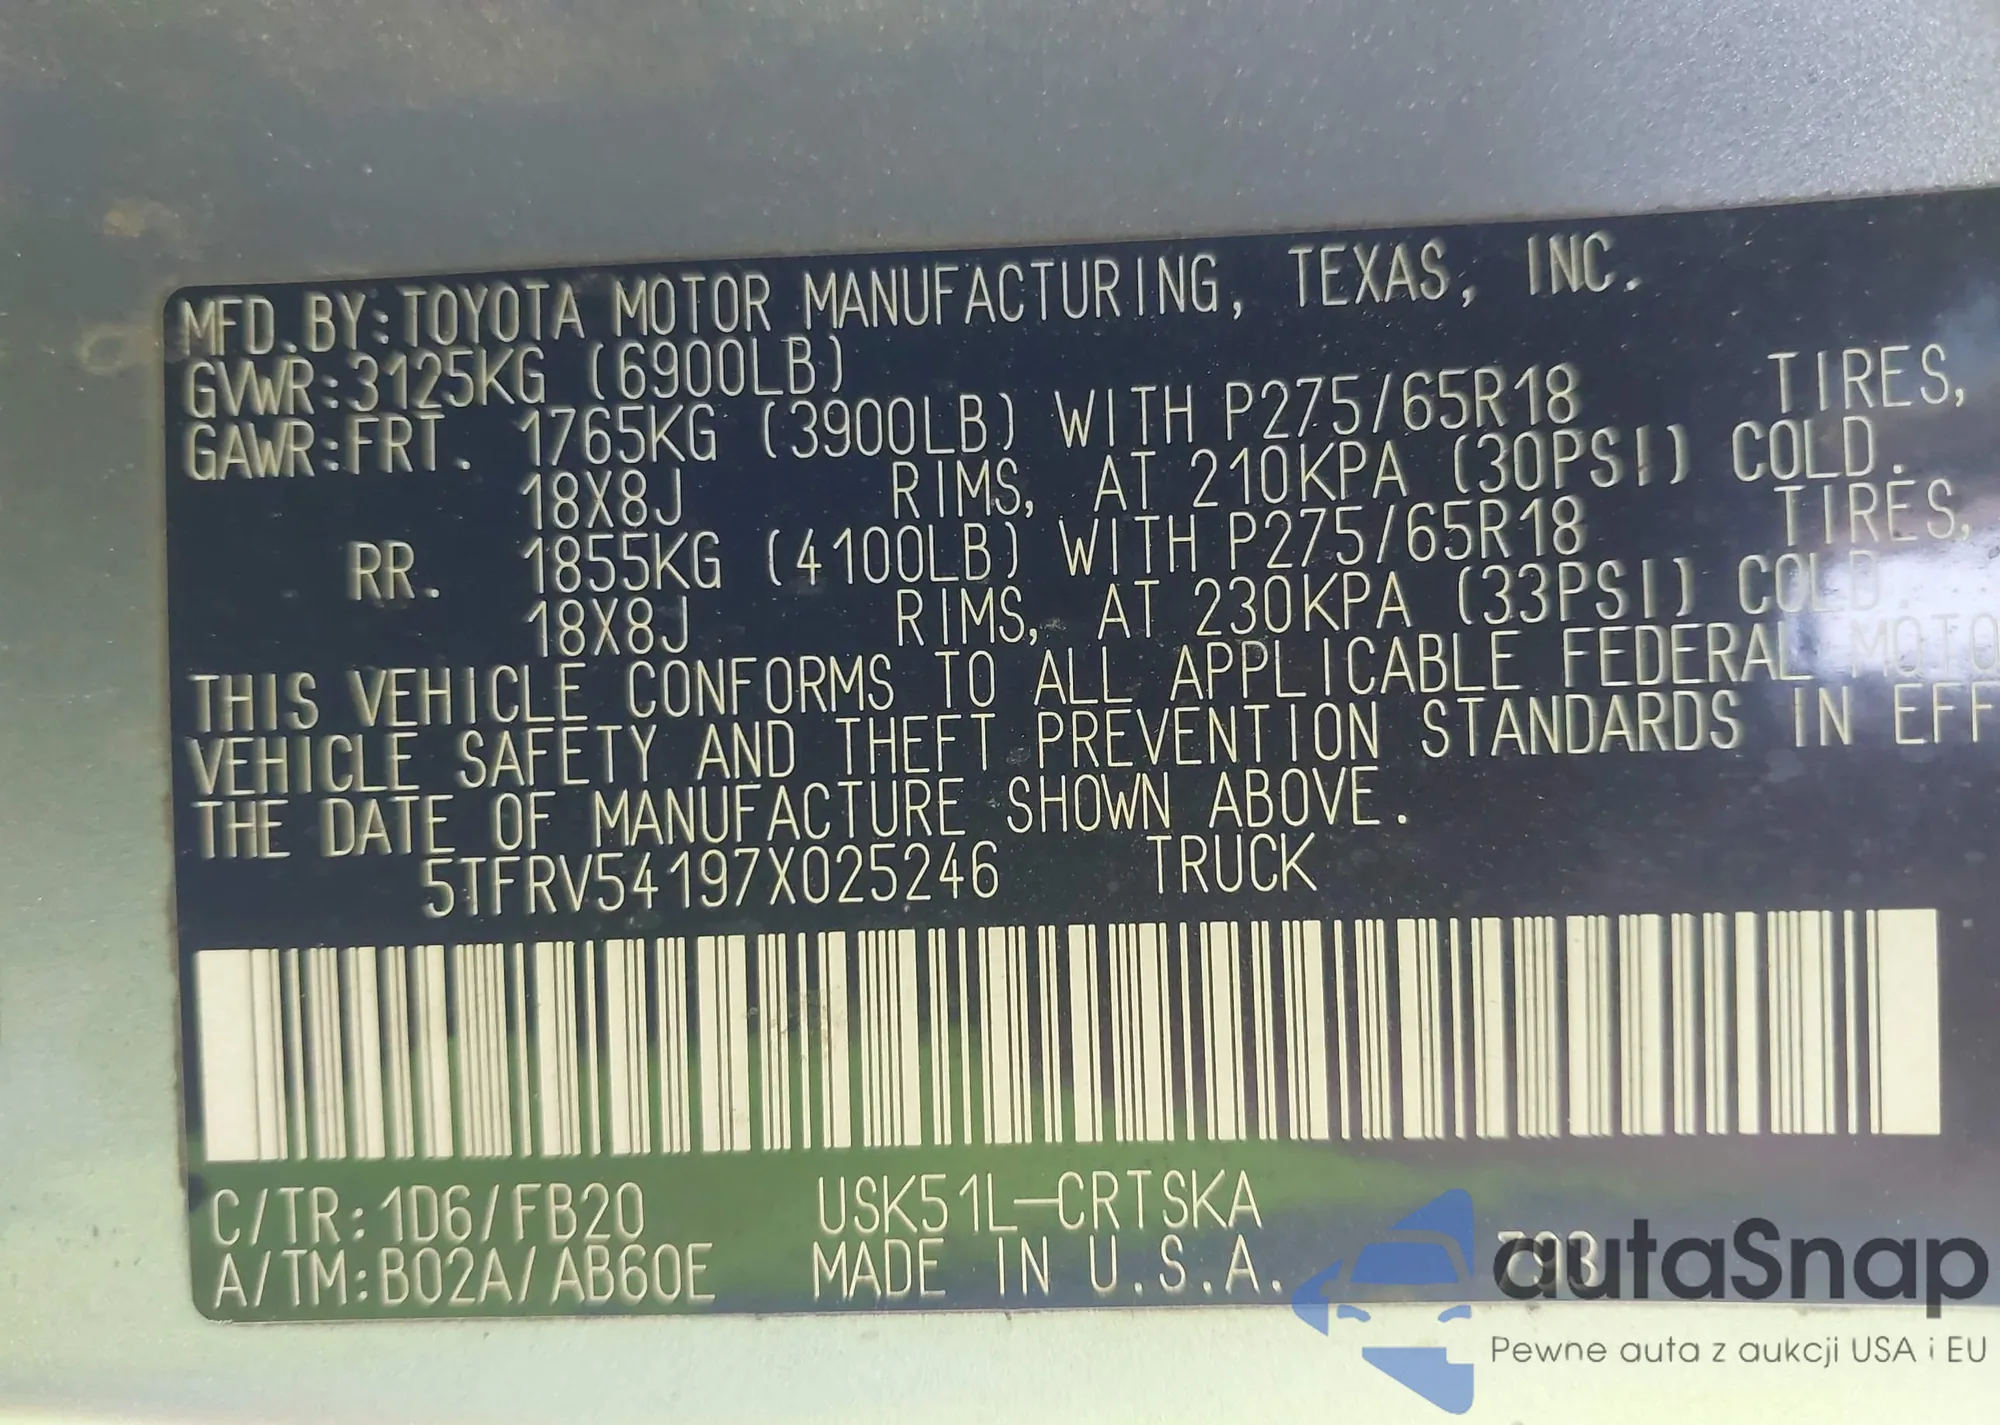 MFD. BY: TOYOTA MOTOR MANUFACTURING, TEXAS, INC.
GVWR: 3125KG (6900LB)
GAWR: FRT. 1765KG (3900LB) WITH P275/65R18 TIRES,
18X8J RIMS, AT 210KPA (30PSI) COLD.
RR. 1855KG (4100LB) WITH P275/65R18 TIRES,
18X8J RIMS, AT 230KPA (33PSI) COLD.
THIS VEHICLE CONFORMS TO ALL APPLICABLE FEDERAL MOTO
VEHICLE SAFETY AND THEFT PREVENTION STANDARDS IN EFF
THE DATE OF MANUFACTURE SHOWN ABOVE.
5TFRV54197X025246 TRUCK
C/TR: 1D6/FB20 USK51L-CRTSKA
A/TM: B02A/AB60E MADE IN U.S.A.
autaSnap
Pewne auta z aukcji USA i EU